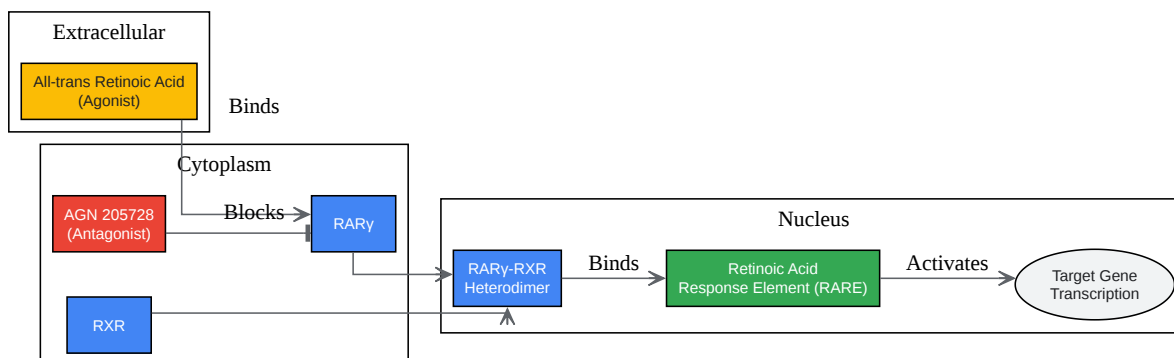 Extracellular
All-trans Retinoic Acid
(Agonist)
Binds
Cytoplasm
AGN 205728
(Antagonist)
Blocks
RARγ
RXR
Nucleus
RARγ-RXR
Heterodimer
Binds
Retinoic Acid
Response Element (RARE)
Activates
Target Gene
Transcription